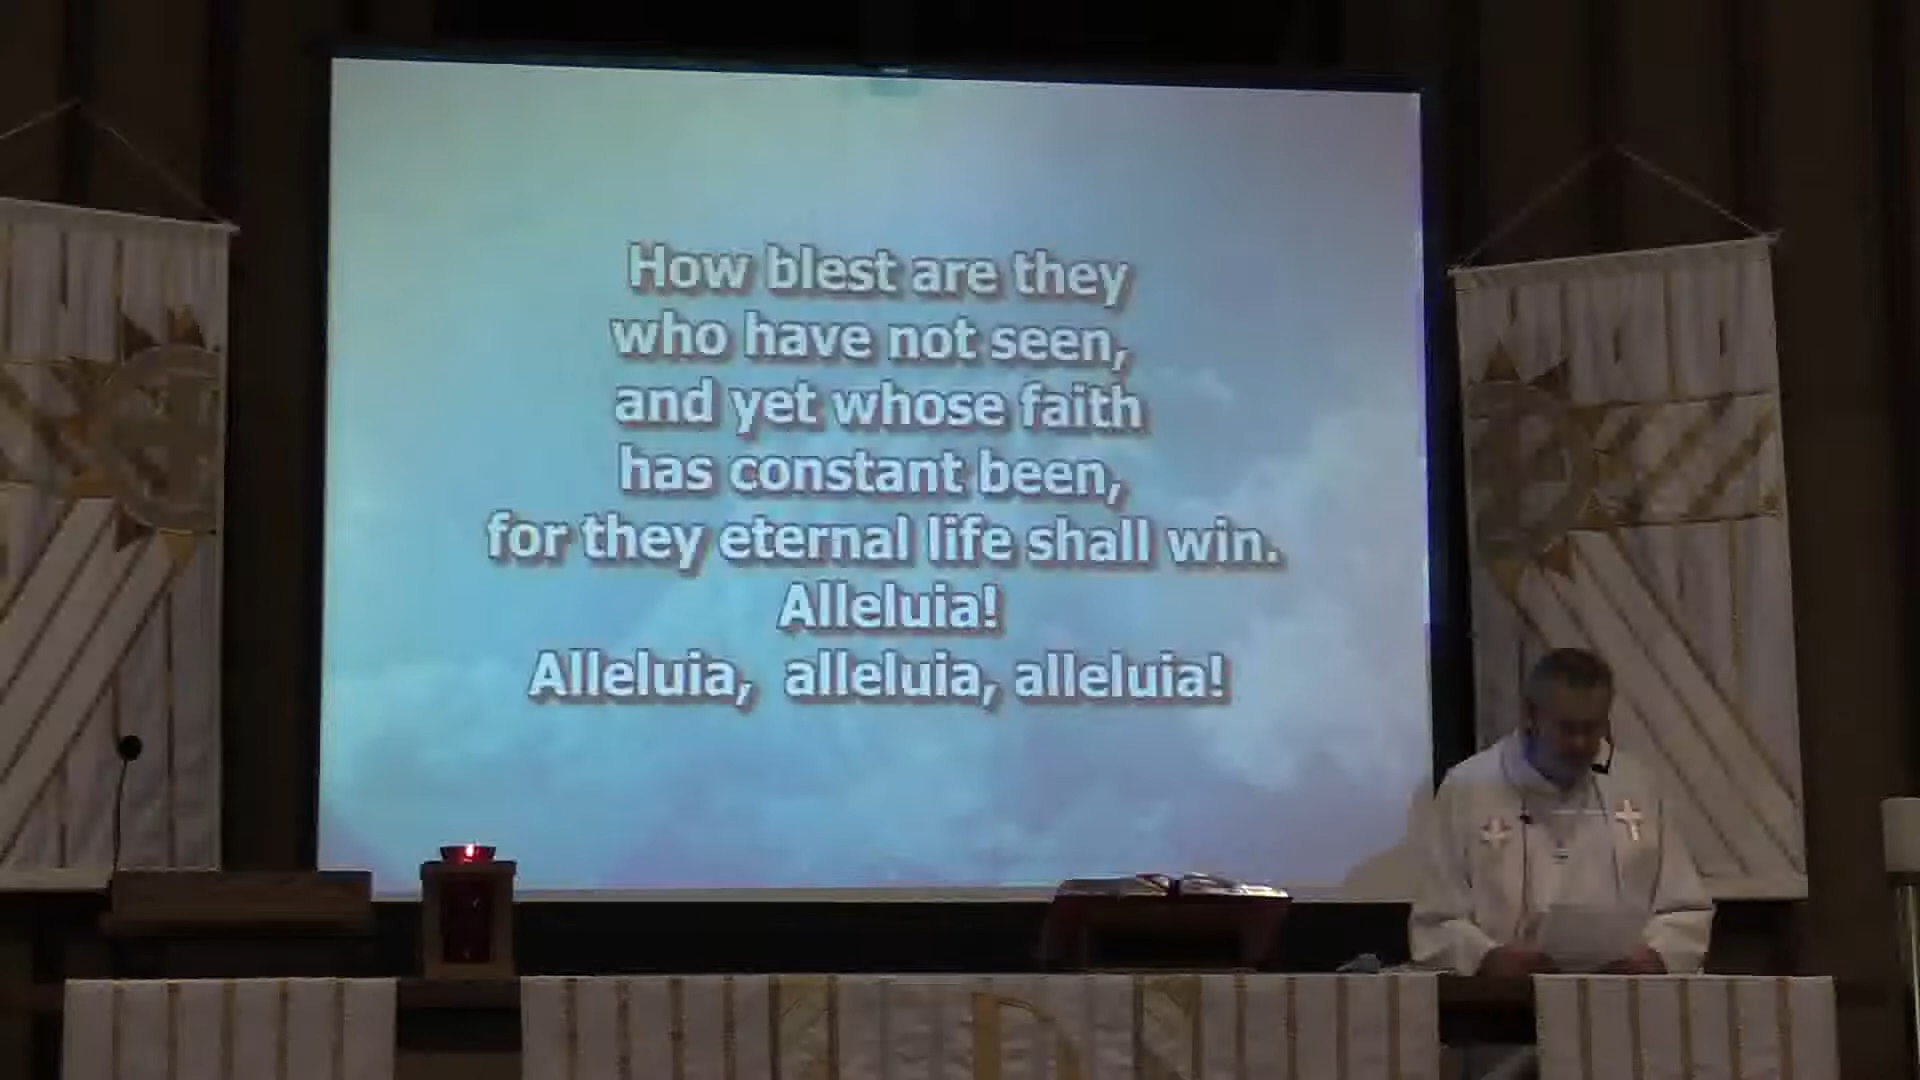 How blest are they
who have not seen,
and yet whose faith
has constant been,
for they eternal life shall win.
Alleluia!
Alleluia, alleluia, alleluia!